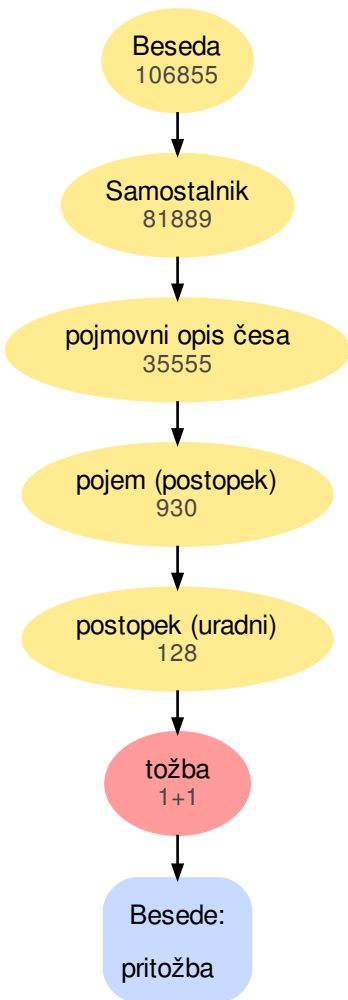 Beseda
106855
Samostalnik
81889
pojmovni opis česa
35555
pojem (postopek)
930
postopek (uradni)
128
tožba
1+1
Besede:
pritožba